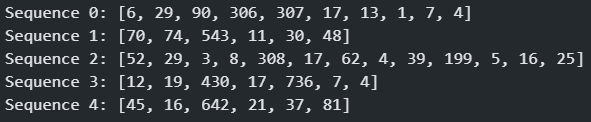 Sequence 0: [6, 29, 90, 306, 307, 17, 13, 1, 7, 4]
Sequence 1: [70, 74, 543, 11, 30, 48]
Sequence 2: [52, 29, 3, 8, 308, 17, 62, 4, 39, 199, 5, 16, 25]
Sequence 3: [12, 19, 430, 17, 736, 7, 4]
Sequence 4: [45, 16, 642, 21, 37, 81]